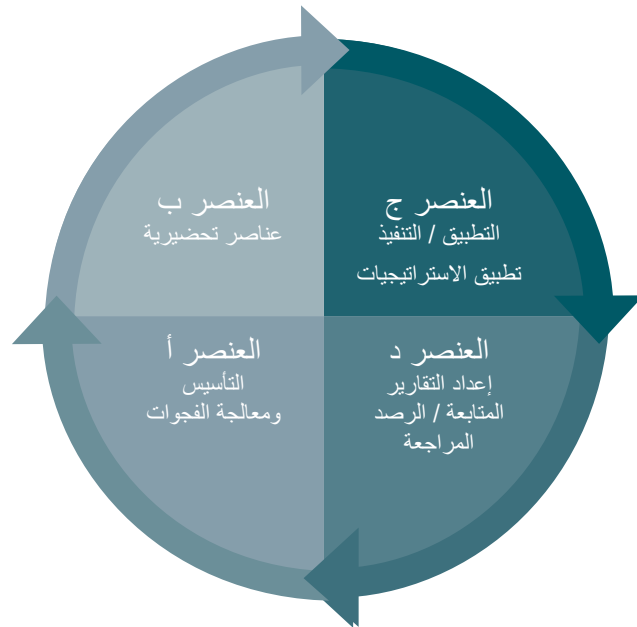 العنصر ج
التطبيق / التنفيذ
تطبيق الاستراتيجيات
العنصر ب
عناصر تحضيرية
العنصر د
إعداد التقارير
المتابعة / الرصد
المراجعة
العنصر أ
التأسيس
ومعالجة الفجوات